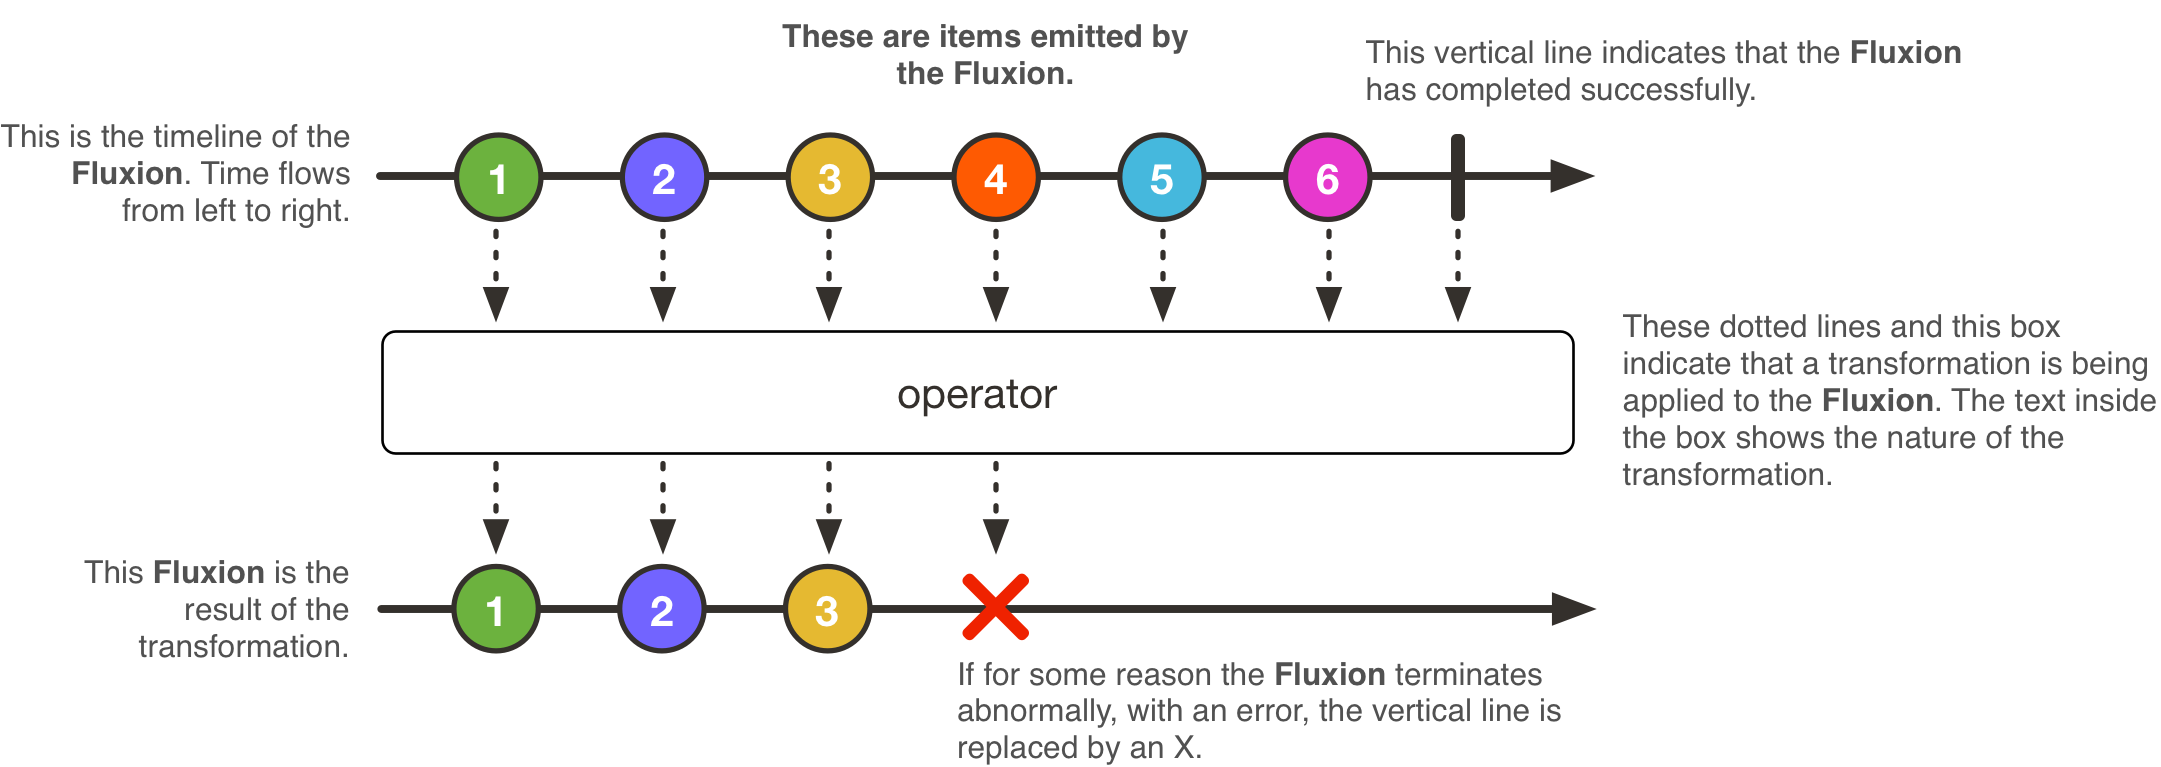 These are items emitted by
the Fluxion.
This vertical line indicates that the Fluxion
has completed successfully.
This is the timeline of the
Fluxion. Time flows
from left to right.
1 2 3 4 5 6
operator
These dotted lines and this box
indicate that a transformation is being
applied to the Fluxion. The text inside
the box shows the nature of the
transformation.
This Fluxion is the
result of the
transformation.
1 2 3
If for some reason the Fluxion terminates
abnormally, with an error, the vertical line is
replaced by an X.